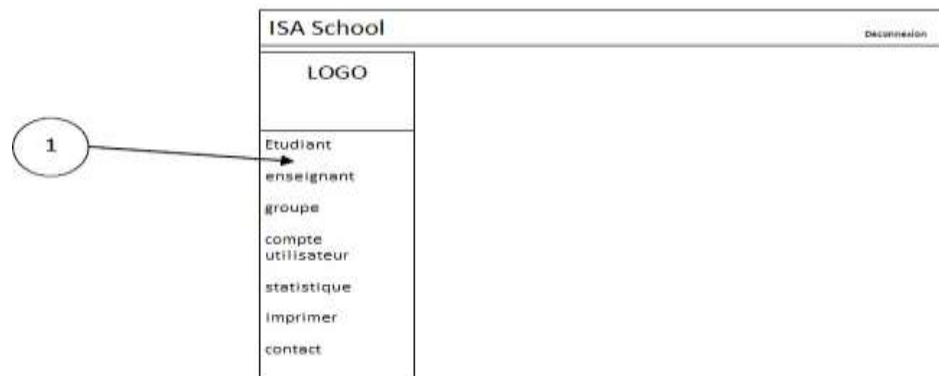 ISA School
Deconnexion
LOGO
1
Etudiant
enseignant
groupe
compte
utilisateur
statistique
imprimer
contact